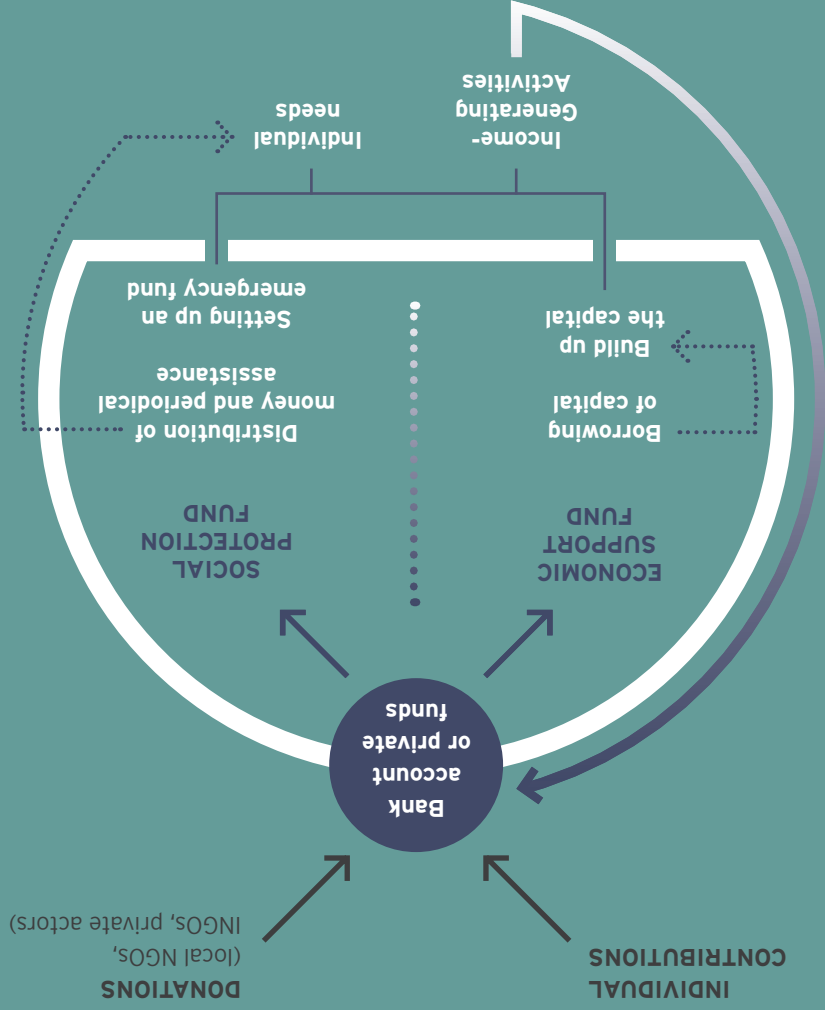 INDIVIDUAL
CONTRIBUTIONS
DONATIONS
(local NGOs,
INGOs, private actors)
Bank
account
or private
funds
ECONOMIC
SUPPORT
FUND
SOCIAL
PROTECTION
FUND
Borrowing
of capital
Build up
the capital
Distribution of
money and periodical
assistance
Setting up an
emergency fund
Income-
Generating
Activities
Individual
needs